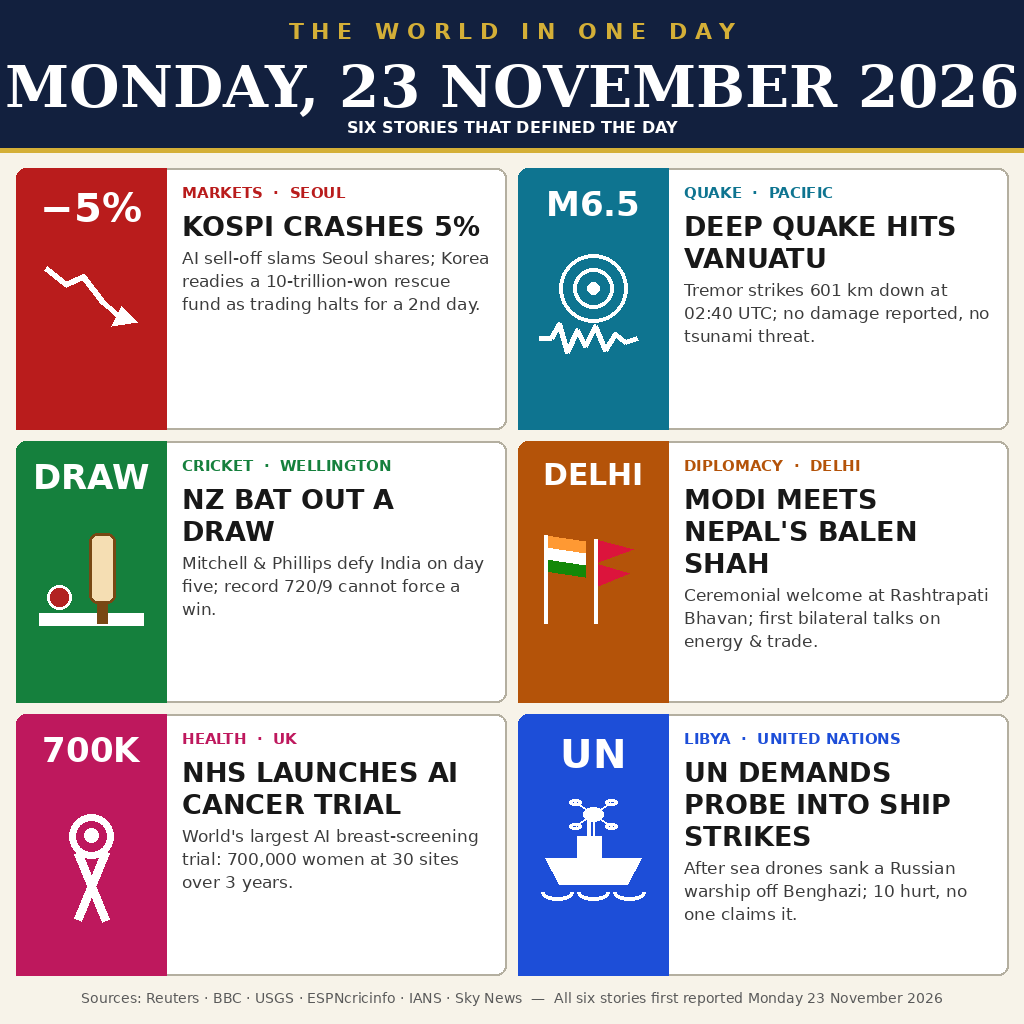 THE WORLD IN ONE DAY
MONDAY, 23 NOVEMBER 2026
SIX STORIES THAT DEFINED THE DAY
−5%
MARKETS · SEOUL
KOSPI CRASHES 5%
AI sell-off slams Seoul shares; Korea
readies a 10-trillion-won rescue
fund as trading halts for a 2nd day.
M6.5
QUAKE · PACIFIC
DEEP QUAKE HITS
VANUATU
Tremor strikes 601 km down at
02:40 UTC; no damage reported, no
tsunami threat.
DRAW
CRICKET · WELLINGTON
NZ BAT OUT A
DRAW
Mitchell & Phillips defy India on day
five; record 720/9 cannot force a
win.
DELHI
DIPLOMACY · DELHI
MODI MEETS
NEPAL'S BALEN
SHAH
Ceremonial welcome at Rashtrapati
Bhavan; first bilateral talks on
energy & trade.
700K
HEALTH · UK
NHS LAUNCHES AI
CANCER TRIAL
World's largest AI breast-screening
trial: 700,000 women at 30 sites
over 3 years.
UN
LIBYA · UNITED NATIONS
UN DEMANDS
PROBE INTO SHIP
STRIKES
After sea drones sank a Russian
warship off Benghazi; 10 hurt, no
one claims it.
Sources: Reuters · BBC · USGS · ESPNcricinfo · IANS · Sky News — All six stories first reported Monday 23 November 2026